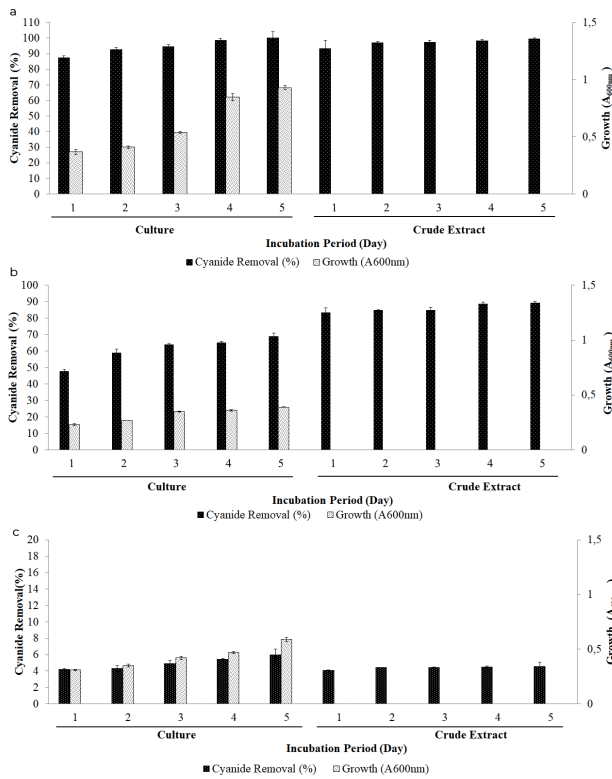 a
Cyanide Removal (%)
110
100
90
80
70
60
50
40
30
20
10
0
1,5
1
0,5
0
Growth (A600nm)
1 2 3 4 5 1 2 3 4 5
Culture Crude Extract
Incubation Period (Day)
Cyanide Removal (%) Growth (A600nm)
b
Cyanide Removal (%)
100
90
80
70
60
50
40
30
20
10
0
1,5
1
0,5
0
Growth (A600nm)
1 2 3 4 5 1 2 3 4 5
Culture Crude Extract
Incubation Period (Day)
Cyanide Removal (%) Growth (A600nm)
c
Cyanide Removal(%)
20
18
16
14
12
10
8
6
4
2
0
1,5
1
0,5
0
Growth
1 2 3 4 5 1 2 3 4 5
Culture Crude Extract
Incubation Period (Day)
Cyanide Removal (%) Growth (A600nm)